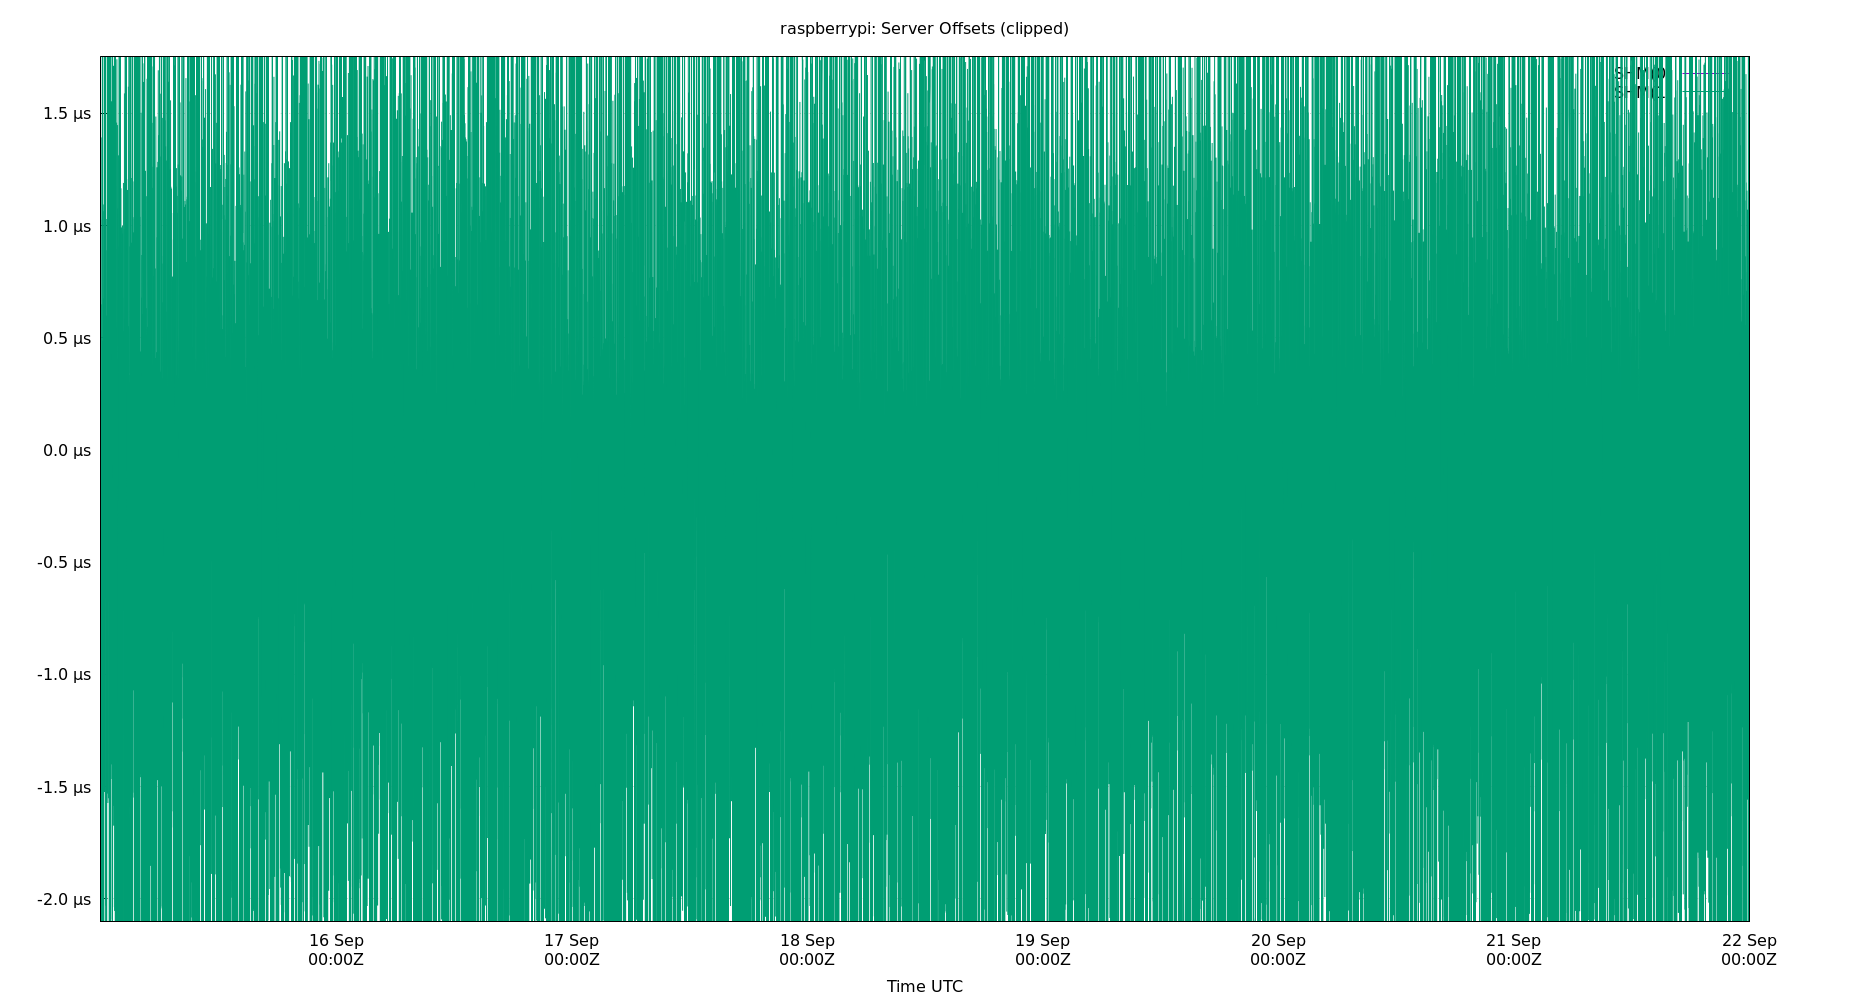 raspberrypi: Server Offsets (clipped)
1.5 µs
1.0 µs
0.5 µs
0.0 µs
-0.5 µs
-1.0 µs
-1.5 µs
-2.0 µs
16 Sep
00:00Z
17 Sep
00:00Z
18 Sep
00:00Z
19 Sep
00:00Z
20 Sep
00:00Z
21 Sep
00:00Z
22 Sep
00:00Z
Time UTC